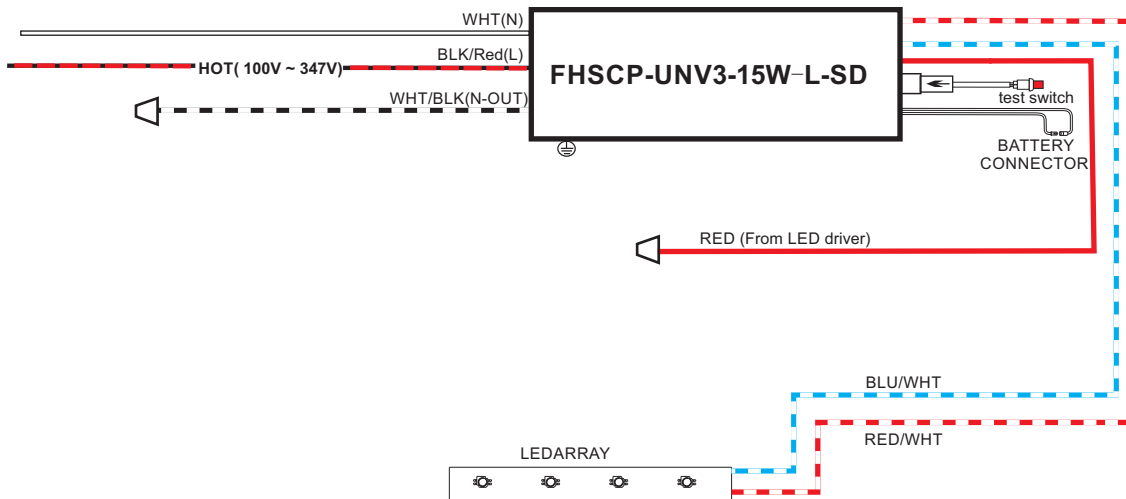 WHT(N)
BLK/Red(L)
HOT( 100V ~ 347V)
WHT/BLK(N-OUT)
FHSCP-UNV3-15W-L-SD
test switch
BATTERY
CONNECTOR
RED (From LED driver)
BLU/WHT
RED/WHT
LEDARRAY